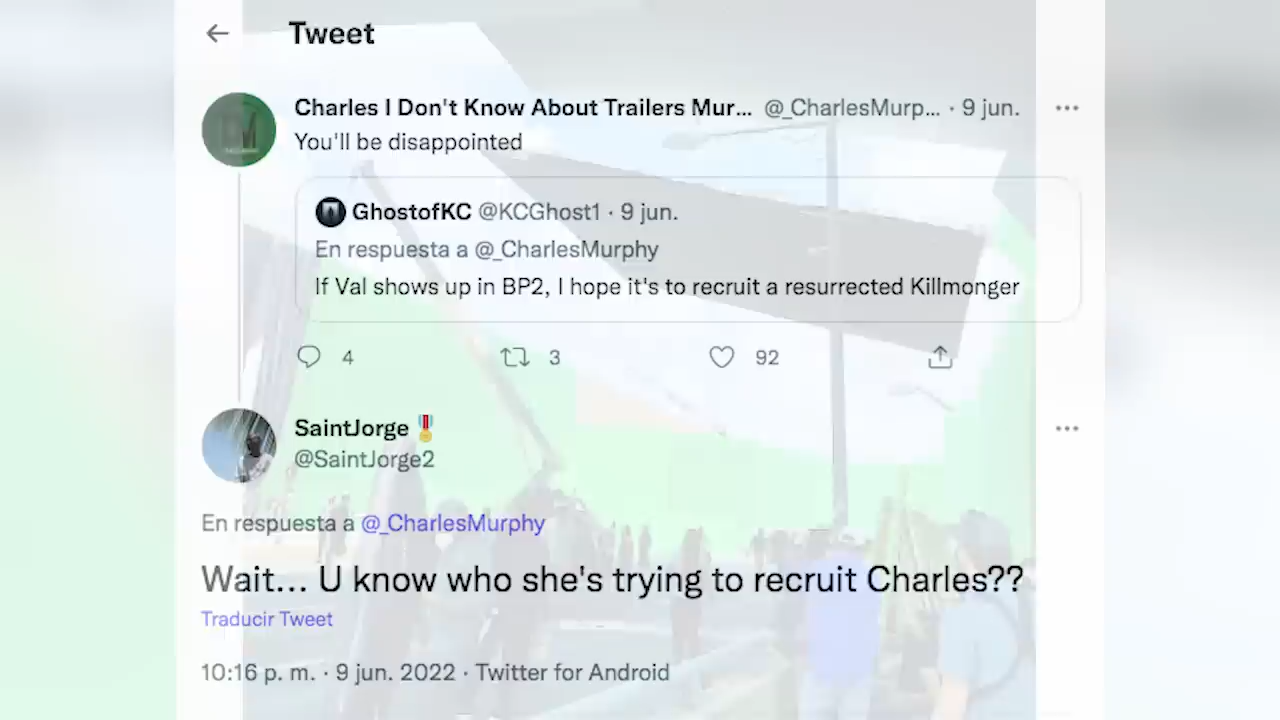 Tweet
Charles I Don't Know About Trailers Mur... @_CharlesMurp... · 9 jun.
You'll be disappointed
GhostofKC @KCGhost1 · 9 jun.
En respuesta a @_CharlesMurphy
If Val shows up in BP2, I hope it's to recruit a resurrected Killmonger
4 3 92
SaintJorge
@SaintJorge2
En respuesta a @_CharlesMurphy
Wait... U know who she's trying to recruit Charles??
Traducir Tweet
10:16 p. m. · 9 jun. 2022 · Twitter for Android